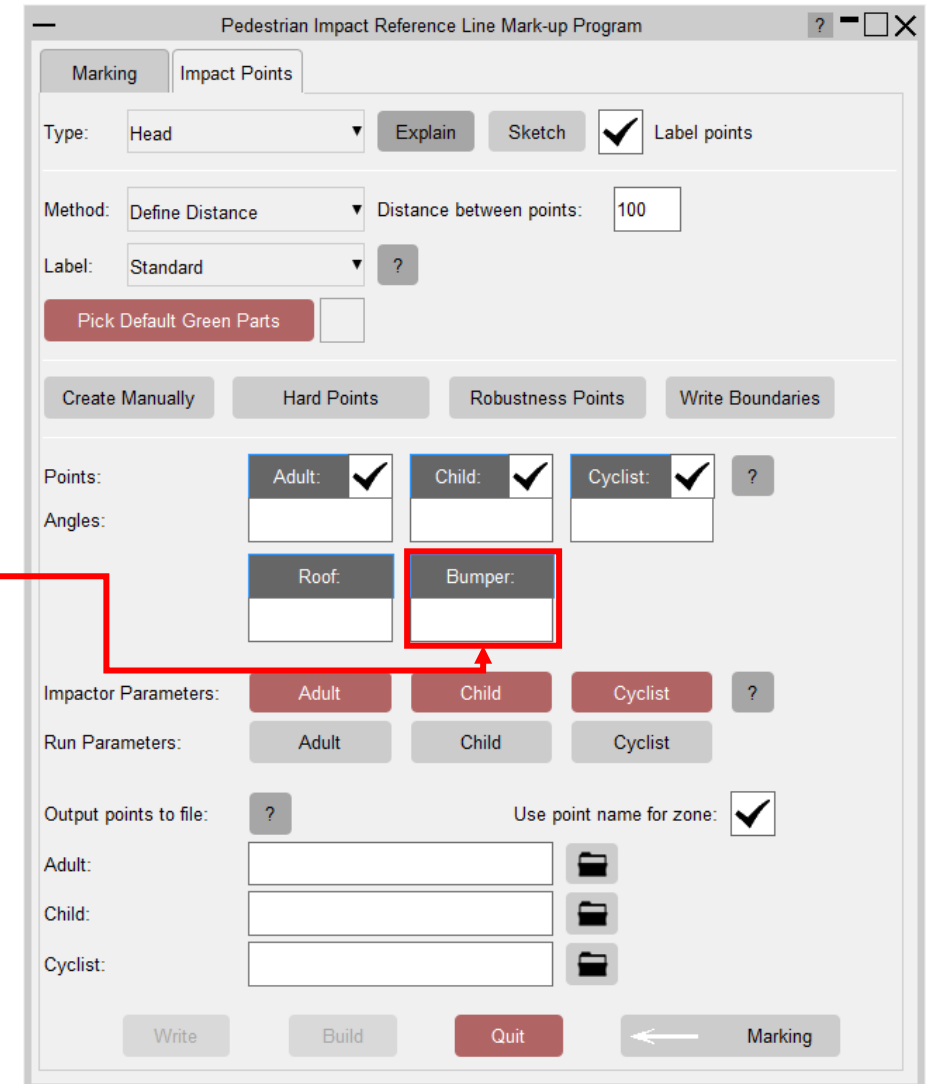 Pedestrian Impact Reference Line Mark-up Program ?
Marking Impact Points
Type: Head Explain Sketch Label points
Method: Define Distance Distance between points: 100
Label: Standard ?
Pick Default Green Parts
Create Manually Hard Points Robustness Points Write Boundaries
Points: Adult: Child: Cyclist: ?
Angles:
Roof: Bumper:
Impactor Parameters: Adult Child Cyclist ?
Run Parameters: Adult Child Cyclist
Output points to file: ? Use point name for zone:
Adult:
Child:
Cyclist:
Write Build Quit Marking